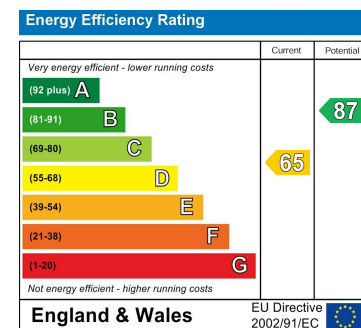 Energy Efficiency Rating
Current Potential
Very energy efficient - lower running costs
(92 plus) A
(81-91) B
(69-80) C
(55-68) D
(39-54) E
(21-38) F
(1-20) G
87
65
Not energy efficient - higher running costs
England & Wales
EU Directive
2002/91/EC